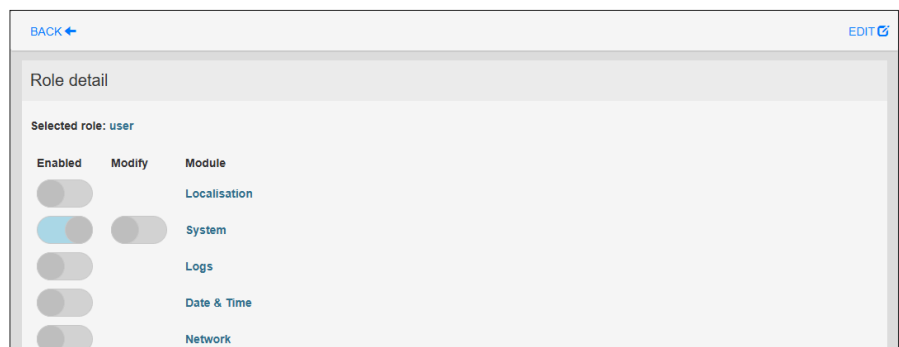 BACK
EDIT
Role detail
Selected role: user
Enabled Modify Module
Localisation
System
Logs
Date & Time
Network